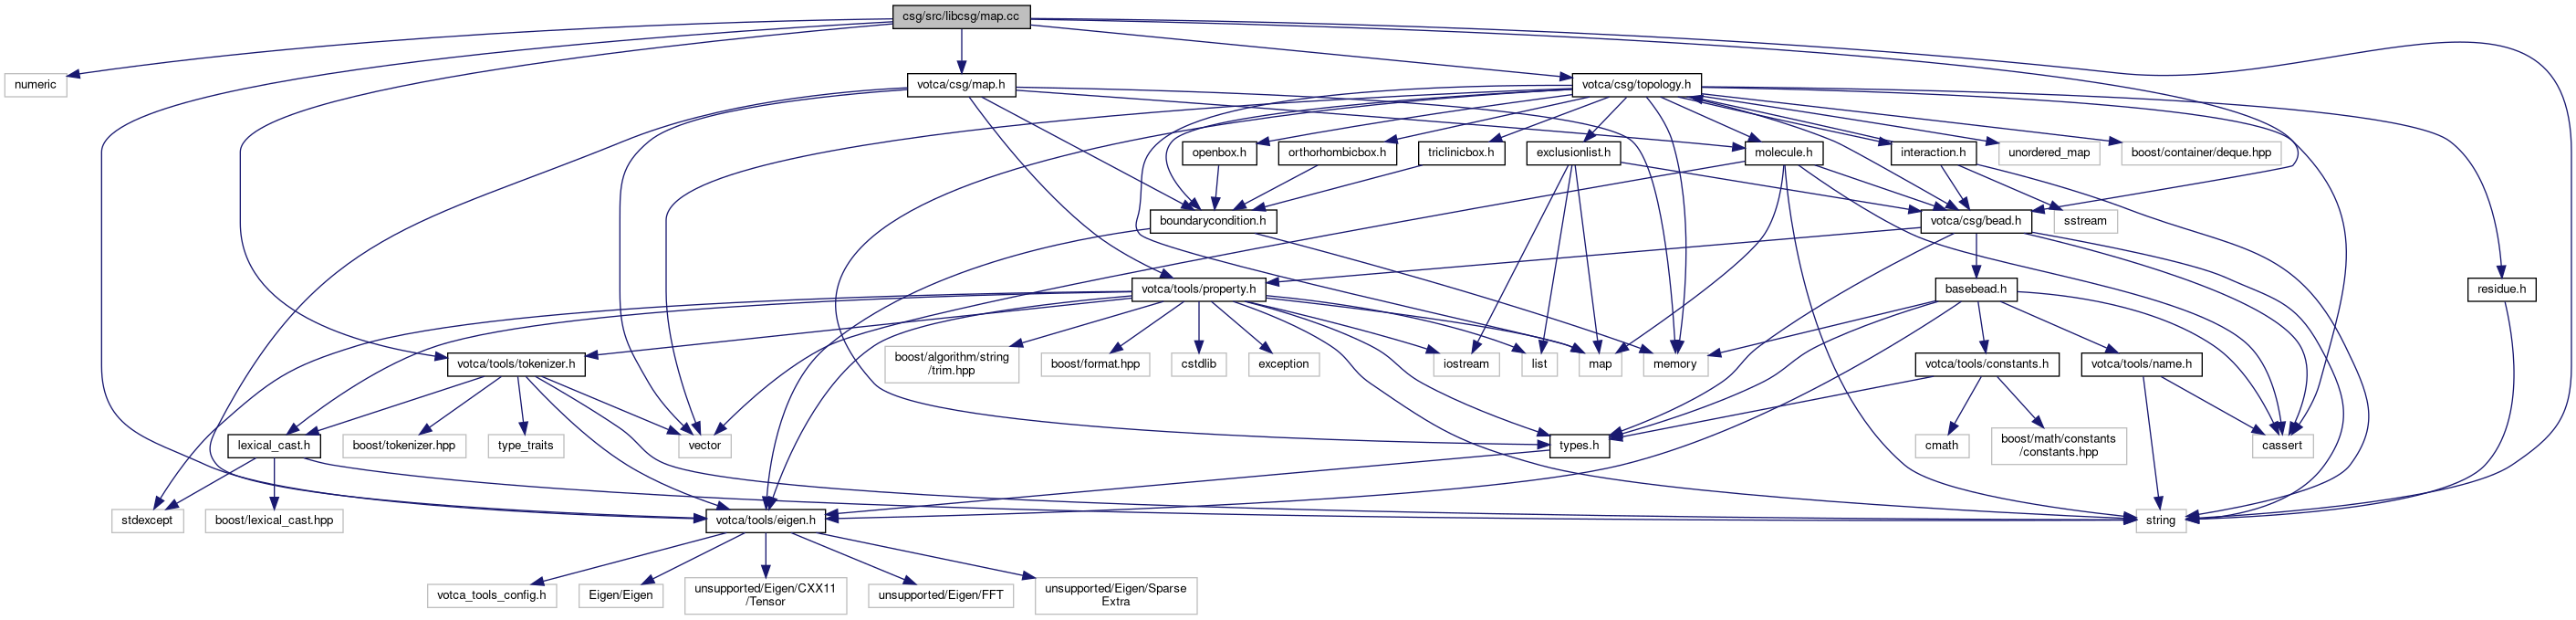 csg/src/libcsg/map.cc
numeric
votca/csg/map.h
votca/csg/topology.h
openbox.h
orthorhombicbox.h
triclinicbox.h
exclusionlist.h
molecule.h
interaction.h
unordered_map
boost/container/deque.hpp
boundarycondition.h
votca/csg/bead.h
sstream
votca/tools/property.h
basebead.h
residue.h
votca/tools/tokenizer.h
boost/algorithm/string
/trim.hpp
boost/format.hpp
cstdlib
exception
iostream
list
map
memory
votca/tools/constants.h
votca/tools/name.h
lexical_cast.h
boost/tokenizer.hpp
type_traits
vector
types.h
cmath
boost/math/constants
/constants.hpp
cassert
stdexcept
boost/lexical_cast.hpp
votca/tools/eigen.h
string
votca_tools_config.h
Eigen/Eigen
unsupported/Eigen/CXX11
/Tensor
unsupported/Eigen/FFT
unsupported/Eigen/Sparse
Extra